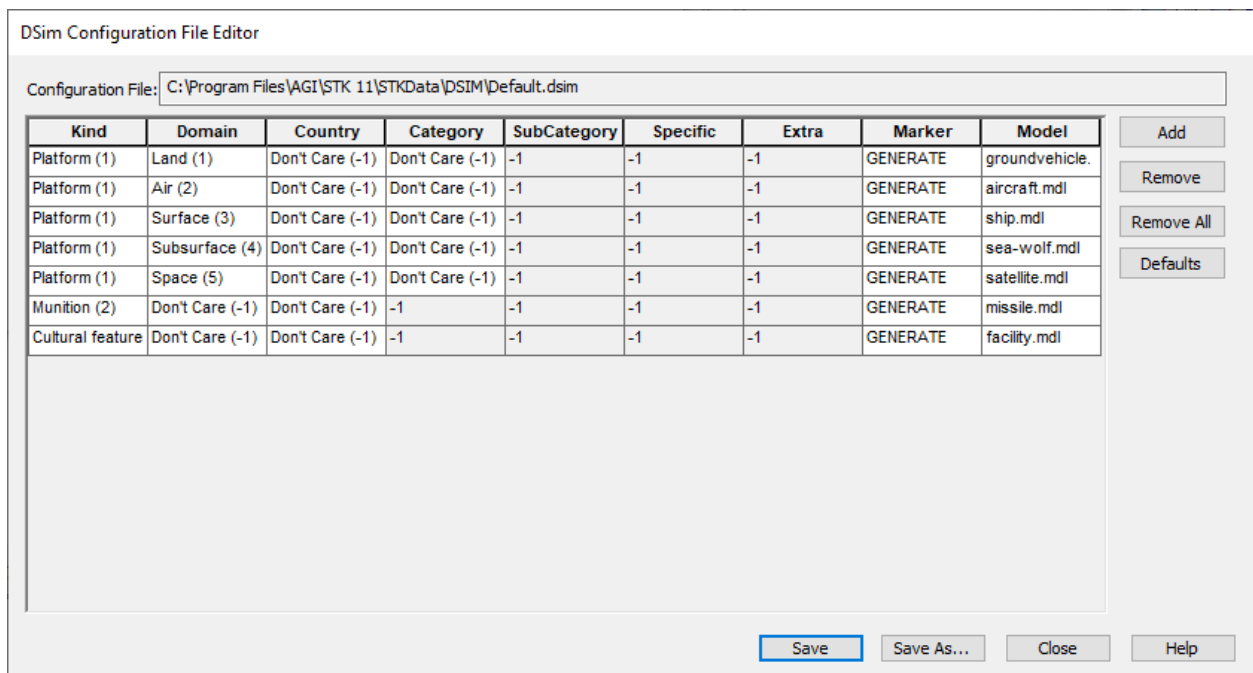 DSim Configuration File Editor
Configuration File: C:\Program Files\AGI\STK 11\STKData\DSIM\Default.dsim
Kind Domain Country Category SubCategory Specific Extra Marker Model Add
Platform (1) Land (1) Don't Care (-1) Don't Care (-1) -1 -1 -1 GENERATE groundvehicle.
Remove
Platform (1) Air (2) Don't Care (-1) Don't Care (-1) -1 -1 -1 GENERATE aircraft.mdl
Platform (1) Surface (3) Don't Care (-1) Don't Care (-1) -1 -1 -1 GENERATE ship.mdl Remove All
Platform (1) Subsurface (4) Don't Care (-1) Don't Care (-1) -1 -1 -1 GENERATE sea-wolf.mdl
Defaults
Platform (1) Space (5) Don't Care (-1) Don't Care (-1) -1 -1 -1 GENERATE satellite.mdl
Munition (2) Don't Care (-1) Don't Care (-1) -1 -1 -1 -1 GENERATE missile.mdl
Cultural feature Don't Care (-1) Don't Care (-1) -1 -1 -1 -1 GENERATE facility.mdl
Save Save As... Close Help